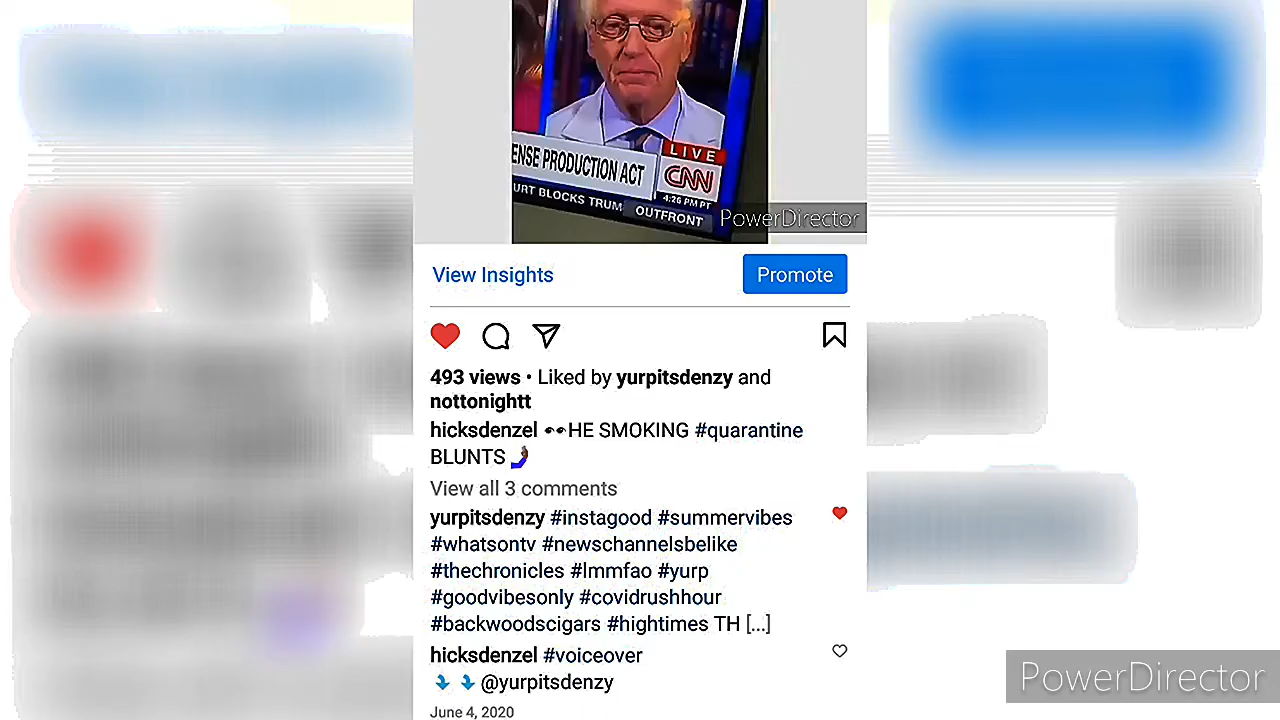 ENSE PRODUCTION ACT
LIVE
CNN
4:26 PM PT
URT BLOCKS TRUM
OUTFRONT
PowerDirector
View Insights
Promote
493 views • Liked by yurpitsdenzy and
nottonightt
hicksdenzel 👀HE SMOKING #quarantine
BLUNTS 🤳🏿
View all 3 comments
yurpitsdenzy #instagood #summervibes
#whatsontv #newschannelsbelike
#thechronicles #lmmfao #yurp
#goodvibesonly #covidrushhour
#backwoodscigars #hightimes TH [...]
hicksdenzel #voiceover
⤵️ ⤵️ @yurpitsdenzy
June 4, 2020
PowerDirector